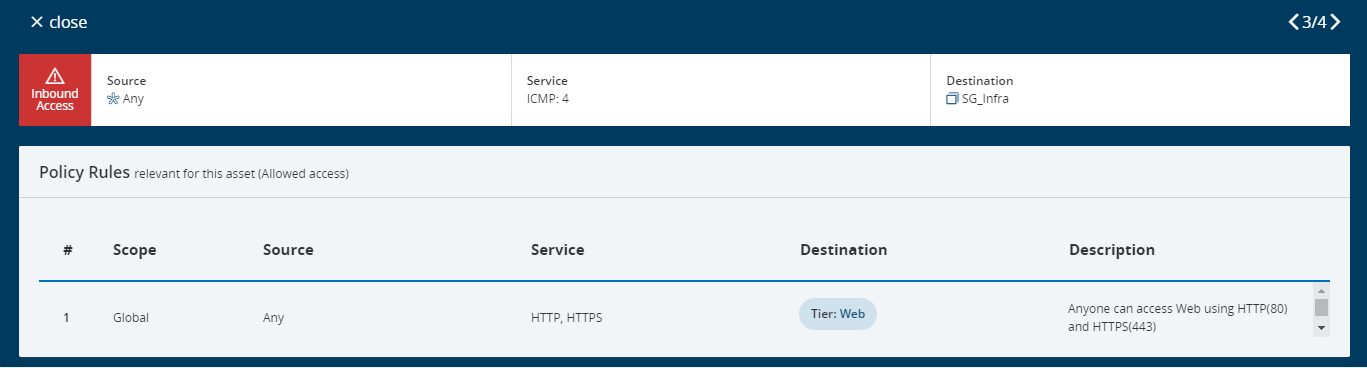 × close
3/4
Inbound
Access
Source
Any
Service
ICMP: 4
Destination
SG_Infra
Policy Rules relevant for this asset (Allowed access)
# Scope Source Service Destination Description
1 Global Any HTTP, HTTPS Tier: Web Anyone can access Web using HTTP(80)
and HTTPS(443)